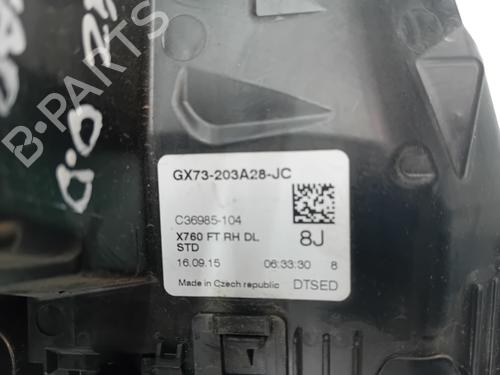 GX73-203A28-JC
C36985-104
X760 FT RH DL 8J
STD
16.09.15 06:33:30 8
Made in Czech republic DTSED
B-PARTS